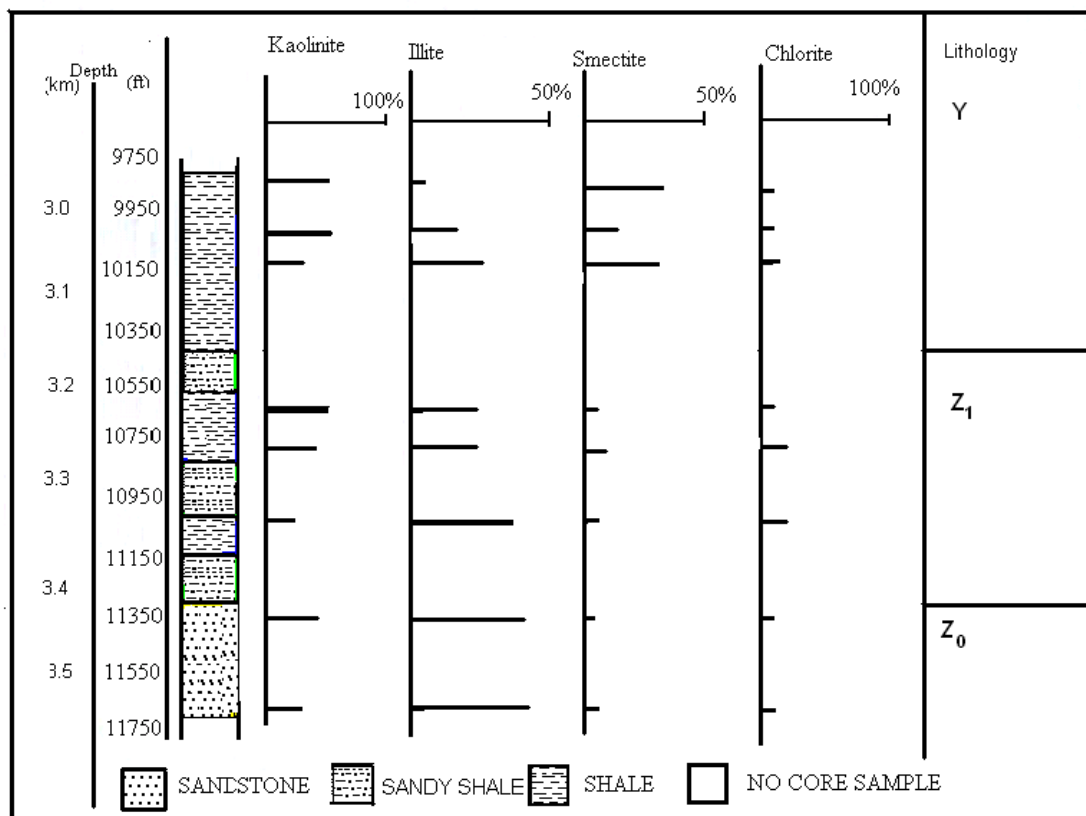 Kaolinite Illite Smectite Chlorite Lithology
Depth
(km) (ft)
100% 50% 50% 100% Y
9750
3.0 9950
10150
3.1
10350
3.2 10550
Z1
10750
3.3
10950
11150
3.4
11350
Z0
3.5 11550
11750
SANDSTONE SANDY SHALE SHALE NO CORE SAMPLE